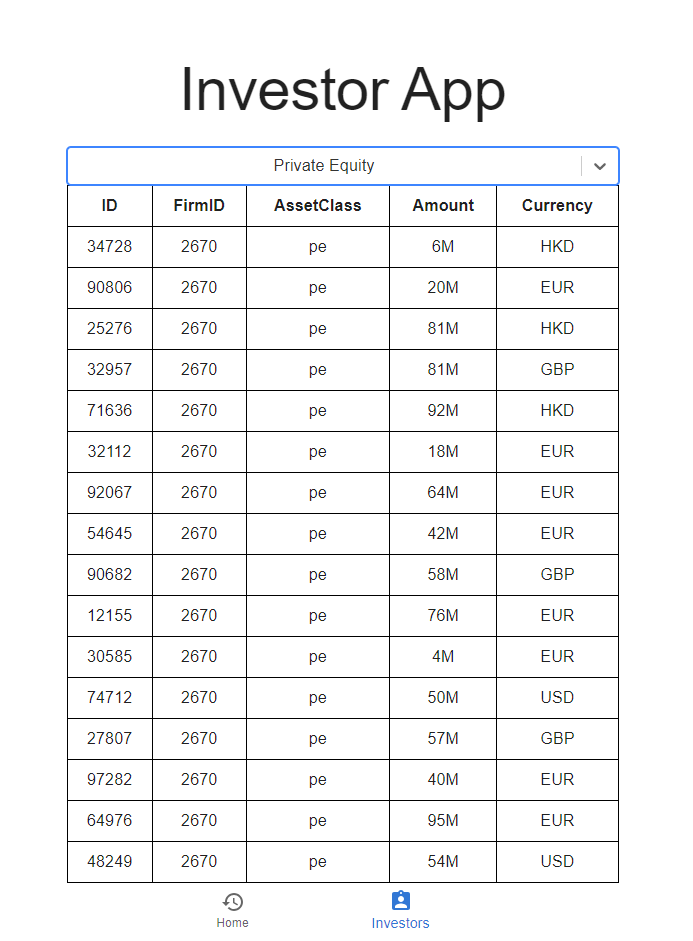 Investor App
Private Equity
ID FirmID AssetClass Amount Currency
34728 2670 pe 6M HKD
90806 2670 pe 20M EUR
25276 2670 pe 81M HKD
32957 2670 pe 81M GBP
71636 2670 pe 92M HKD
32112 2670 pe 18M EUR
92067 2670 pe 64M EUR
54645 2670 pe 42M EUR
90682 2670 pe 58M GBP
12155 2670 pe 76M EUR
30585 2670 pe 4M EUR
74712 2670 pe 50M USD
27807 2670 pe 57M GBP
97282 2670 pe 40M EUR
64976 2670 pe 95M EUR
48249 2670 pe 54M USD
Home Investors